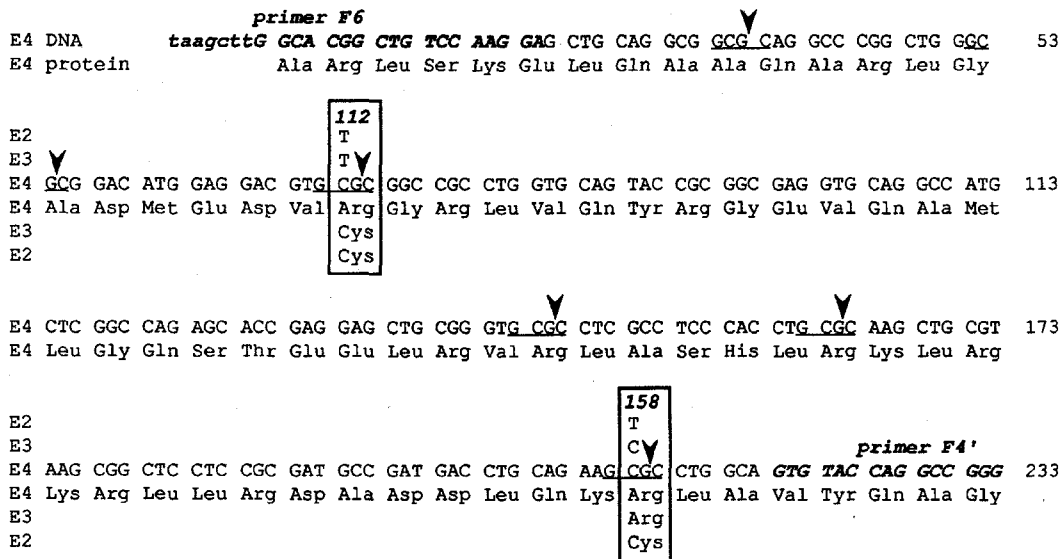 primer F6
E4 DNA taagcttG GCA CGG CTG TCC AAG GAG CTG CAG GCG GCG CAG GCC CGG CTG GGC 53
E4 protein Ala Arg Leu Ser Lys Glu Leu Gln Ala Ala Gln Ala Arg Leu Gly
112
E2 T
E3 T
E4 GCG GAC ATG GAG GAC GTG CGC GGC CGC CTG GTG CAG TAC CGC GGC GAG GTG CAG GCC ATG 113
E4 Ala Asp Met Glu Asp Val Arg Gly Arg Leu Val Gln Tyr Arg Gly Glu Val Gln Ala Met
E3 Cys
E2 Cys
E4 CTC GGC CAG AGC ACC GAG GAG CTG CGG GTG CGC CTC GCC TCC CAC CTG CGC AAG CTG CGT 173
E4 Leu Gly Gln Ser Thr Glu Glu Leu Arg Val Arg Leu Ala Ser His Leu Arg Lys Leu Arg
158
E2 T
E3 C primer F4'
E4 AAG CGG CTC CTC CGC GAT GCC GAT GAC CTG CAG AAG CGC CTG GCA GTG TAC CAG GCC GGG 233
E4 Lys Arg Leu Leu Arg Asp Ala Asp Asp Leu Gln Lys Arg Leu Ala Val Tyr Gln Ala Gly
E3 Arg
E2 Cys